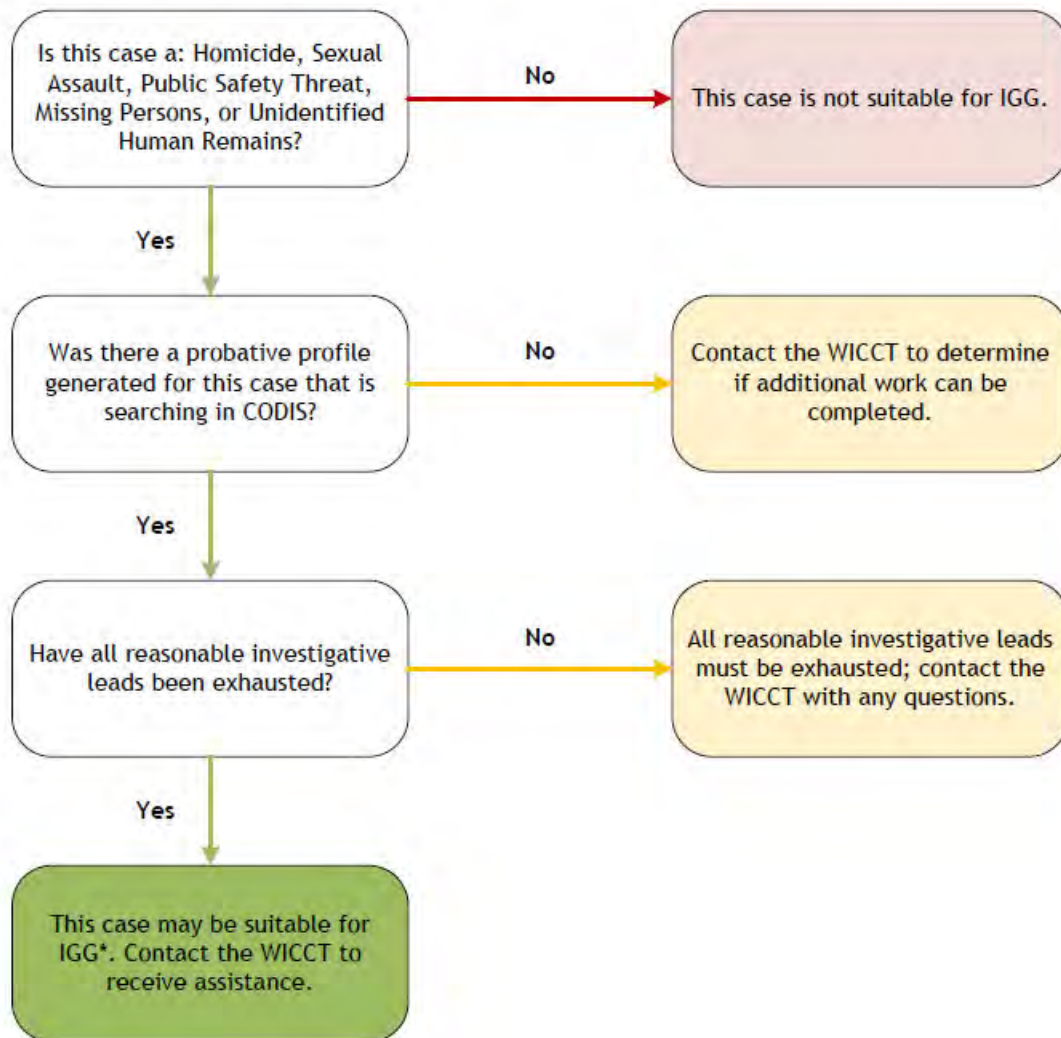 Is this case a: Homicide, Sexual
Assault, Public Safety Threat,
Missing Persons, or Unidentified
Human Remains?
No
This case is not suitable for IGG.
Yes
Was there a probative profile
generated for this case that is
searching in CODIS?
No
Contact the WICCT to determine
if additional work can be
completed.
Yes
Have all reasonable investigative
leads been exhausted?
No
All reasonable investigative leads
must be exhausted; contact the
WICCT with any questions.
Yes
This case may be suitable for
IGG*. Contact the WICCT to
receive assistance.